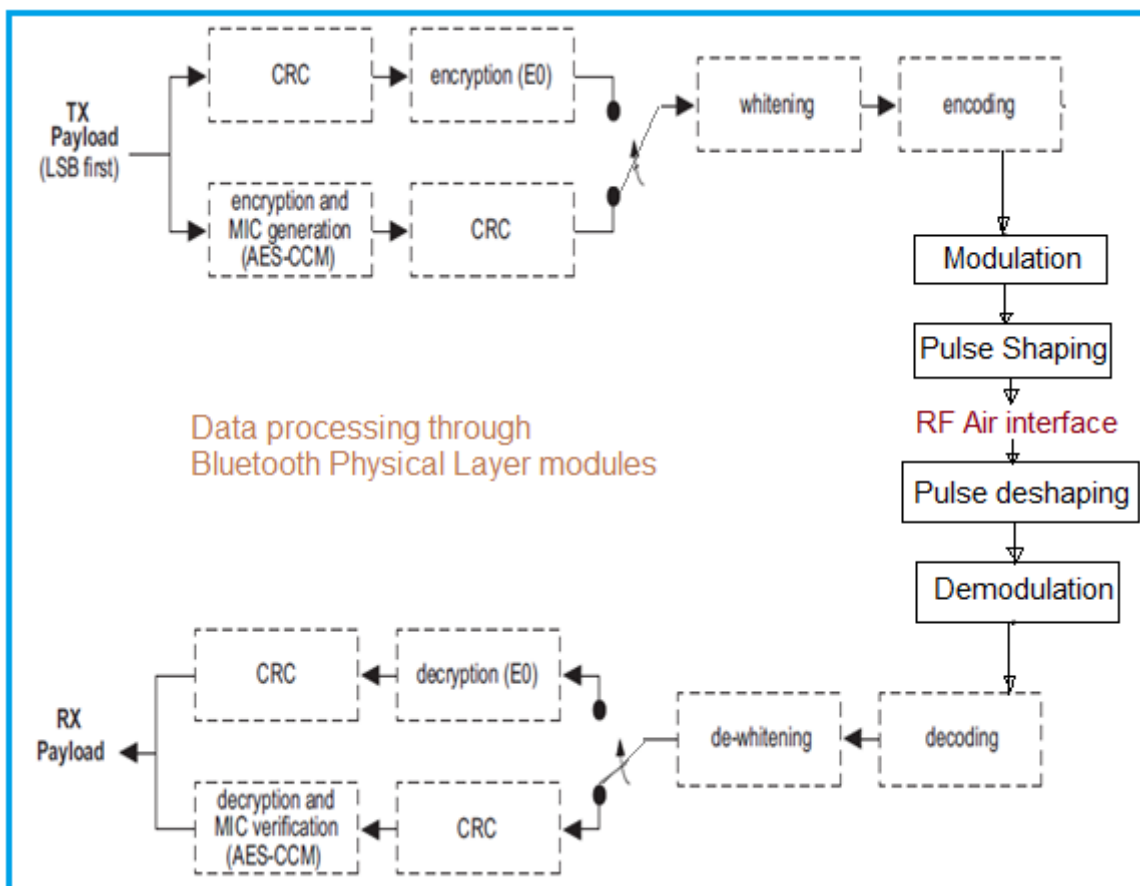 CRC
encryption (E0)
TX
Payload
(LSB first)
whitening
encoding
encryption and
MIC generation
(AES-CCM)
CRC
Modulation
Pulse Shaping
RF Air interface
Data processing through
Bluetooth Physical Layer modules
Pulse deshaping
Demodulation
CRC
decryption (E0)
RX
Payload
de-whitening
decoding
decryption and
MIC verification
(AES-CCM)
CRC